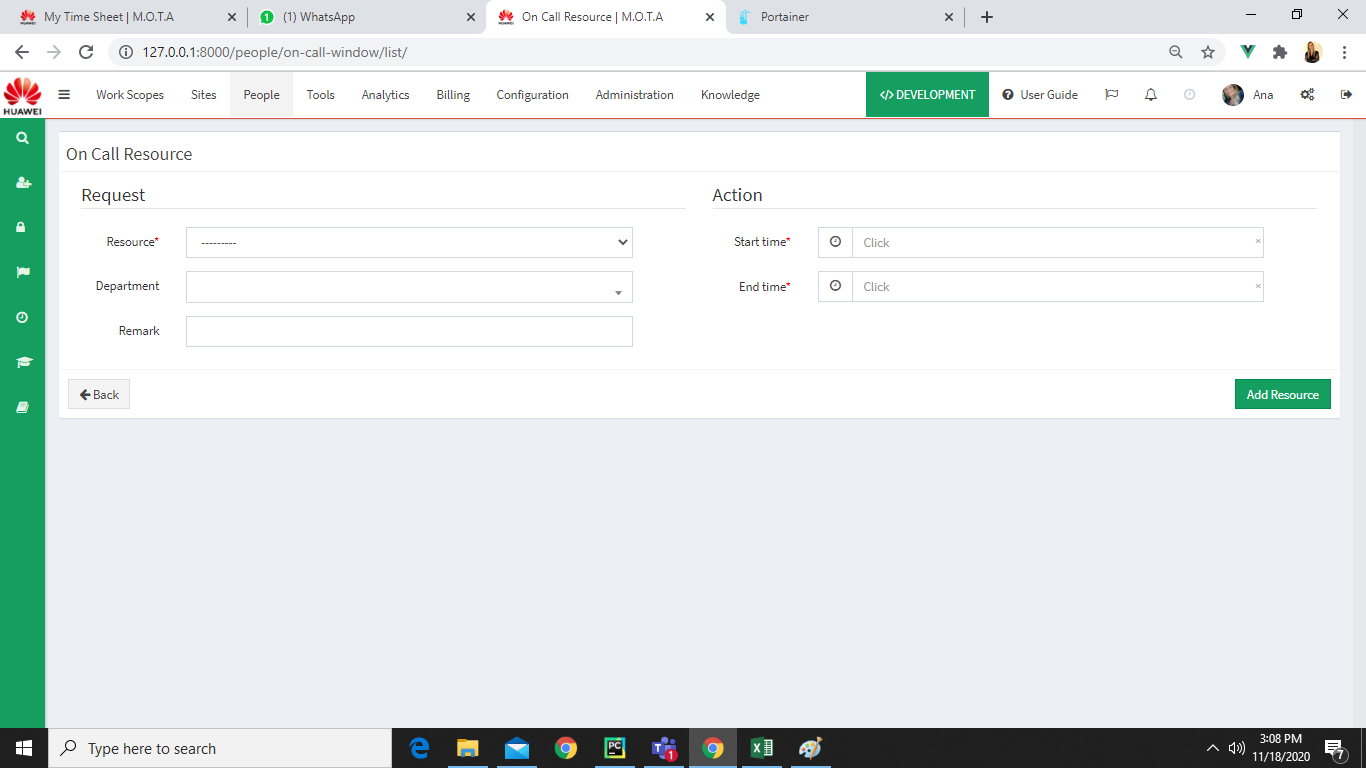 My Time Sheet | M.O.T.A
(1) WhatsApp
On Call Resource | M.O.T.A
Portainer
127.0.0.1:8000/people/on-call-window/list/
HUAWEI
Work Scopes
Sites
People
Tools
Analytics
Billing
Configuration
Administration
Knowledge
</> DEVELOPMENT
User Guide
Ana
On Call Resource
Request
Action
Resource*
---------
Start time*
Click
×
Department
End time*
Click
×
Remark
Back
Add Resource
Type here to search
PC
1
3:08 PM
11/18/2020
7